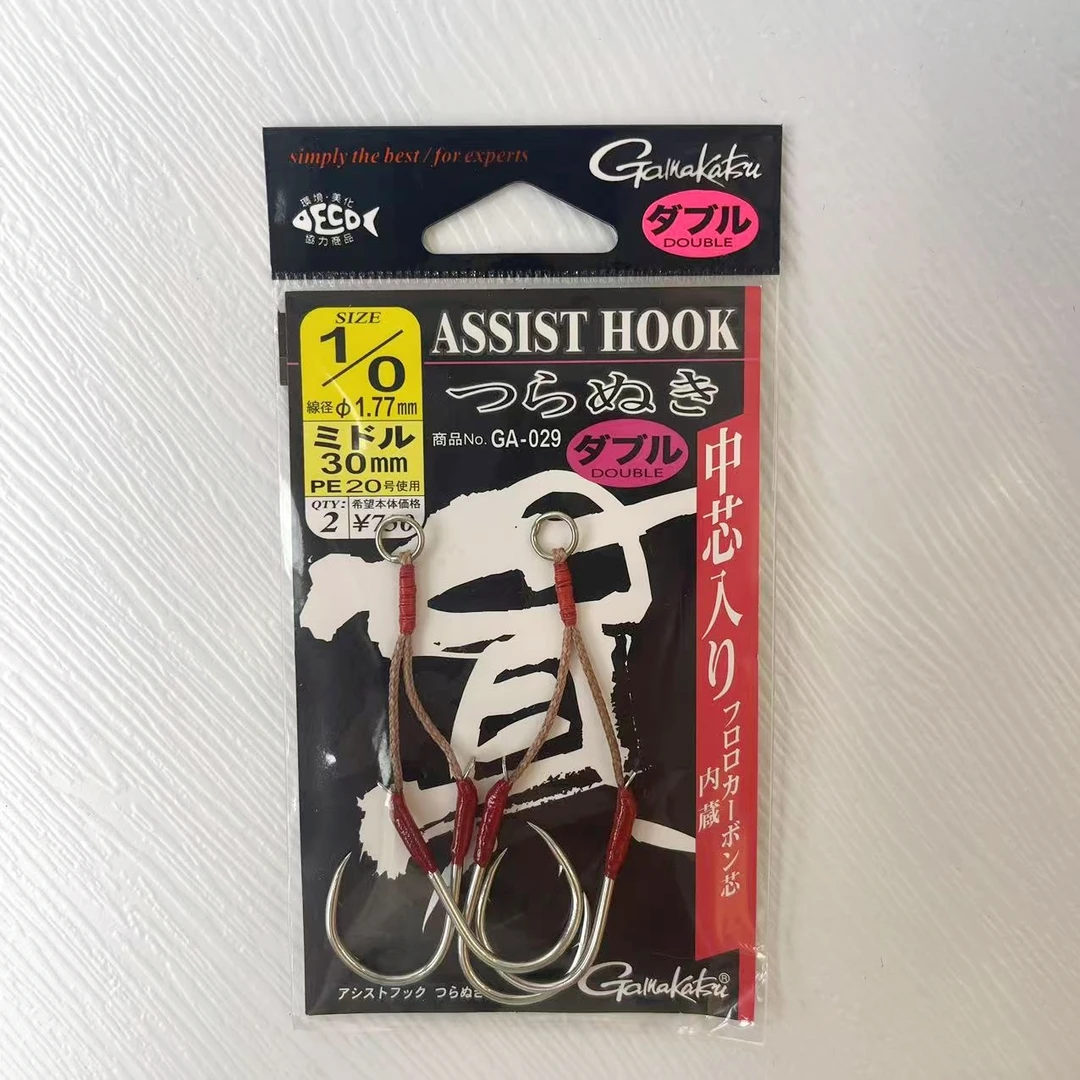 simply the best / for experts
Gamakatsu
環境・美化
ECO
協力商品
ダブル
DOUBLE
SIZE
1/0
線径 φ1.77mm
ミドル
30mm
PE20号使用
QTY:
2
希望本体価格
¥750
ASSIST HOOK
つらぬき
商品No. GA-029
ダブル
DOUBLE
貫
中芯入り
フロロカーボン芯
内蔵
アシストフック つらぬき
Gamakatsu®